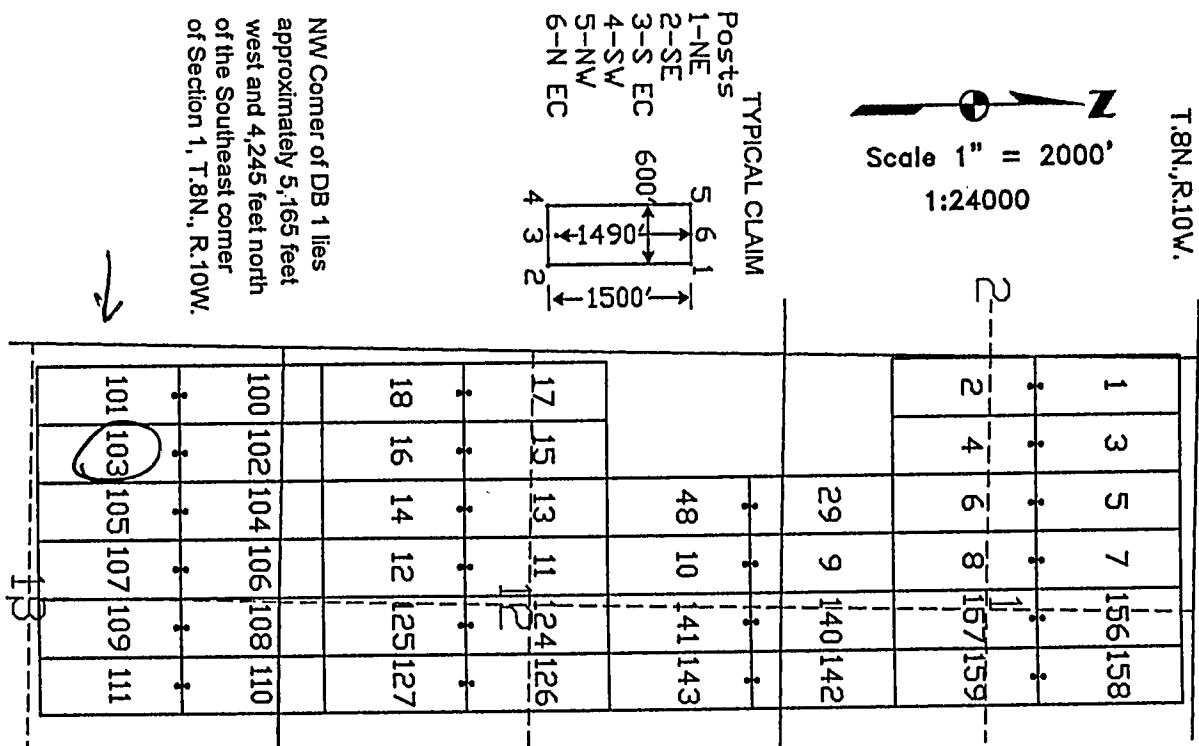 T.8N.,R.10W.
Z
Scale 1" = 2000'
1:24000
TYPICAL CLAIM
Posts
1-NE
2-SE
3-S EC
4-SW
5-NW
6-N EC
600'
5 6 1
1490'
4 3 2
1500'
NW Corner of DB 1 lies
approximately 5,165 feet
west and 4,245 feet north
of the Southeast corner
of Section 1, T.8N., R.10W.
2
101 100 18 17 2 1
103 102 16 15 4 3
105 104 14 13 48 29 6 5
107 106 12 11 10 9 8 7
109 108 125 124 141 140 157 156
111 110 127 126 143 142 159 158
13 12 1